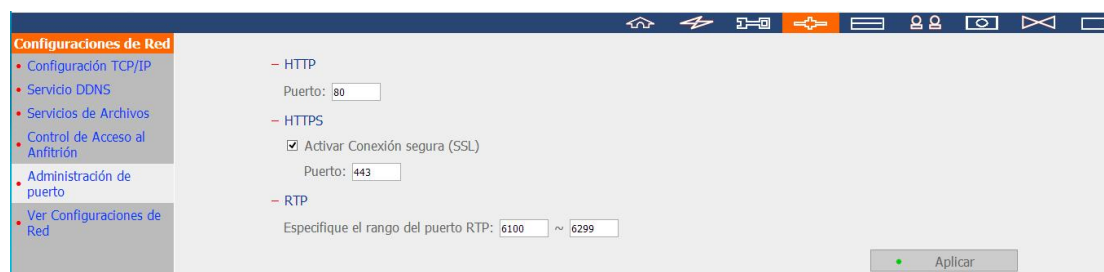 Configuraciones de Red
• Configuración TCP/IP
• Servicio DDNS
• Servicios de Archivos
• Control de Acceso al
Anfitrión
• Administración de
puerto
• Ver Configuraciones de
Red
– HTTP
Puerto: 80
– HTTPS
Activar Conexión segura (SSL)
Puerto: 443
– RTP
Especifique el rango del puerto RTP: 6100 ~ 6299
Aplicar